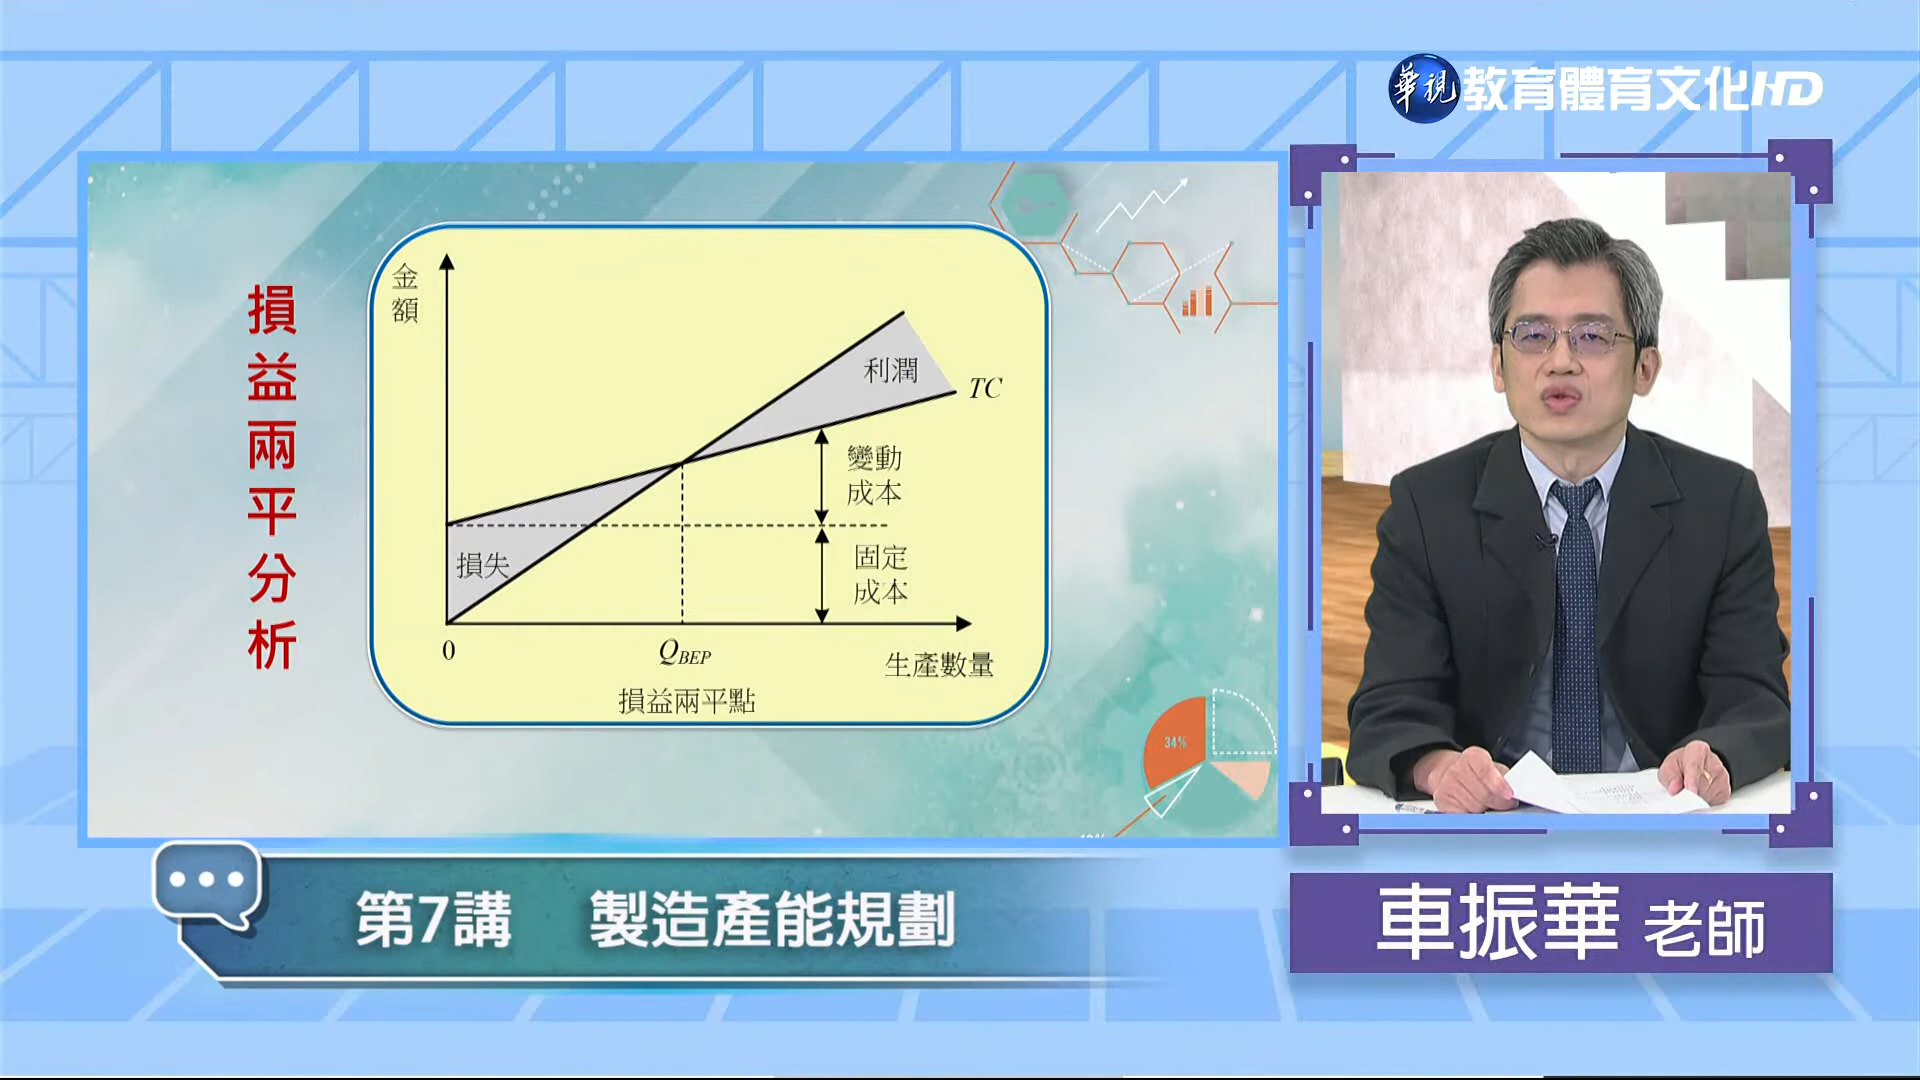 華視 教育體育文化HD
損益兩平分析
金額
利潤
TC
變動
成本
損失
固定
成本
0
QBEP
生產數量
損益兩平點
34%
第7講 製造產能規劃
車振華 老師